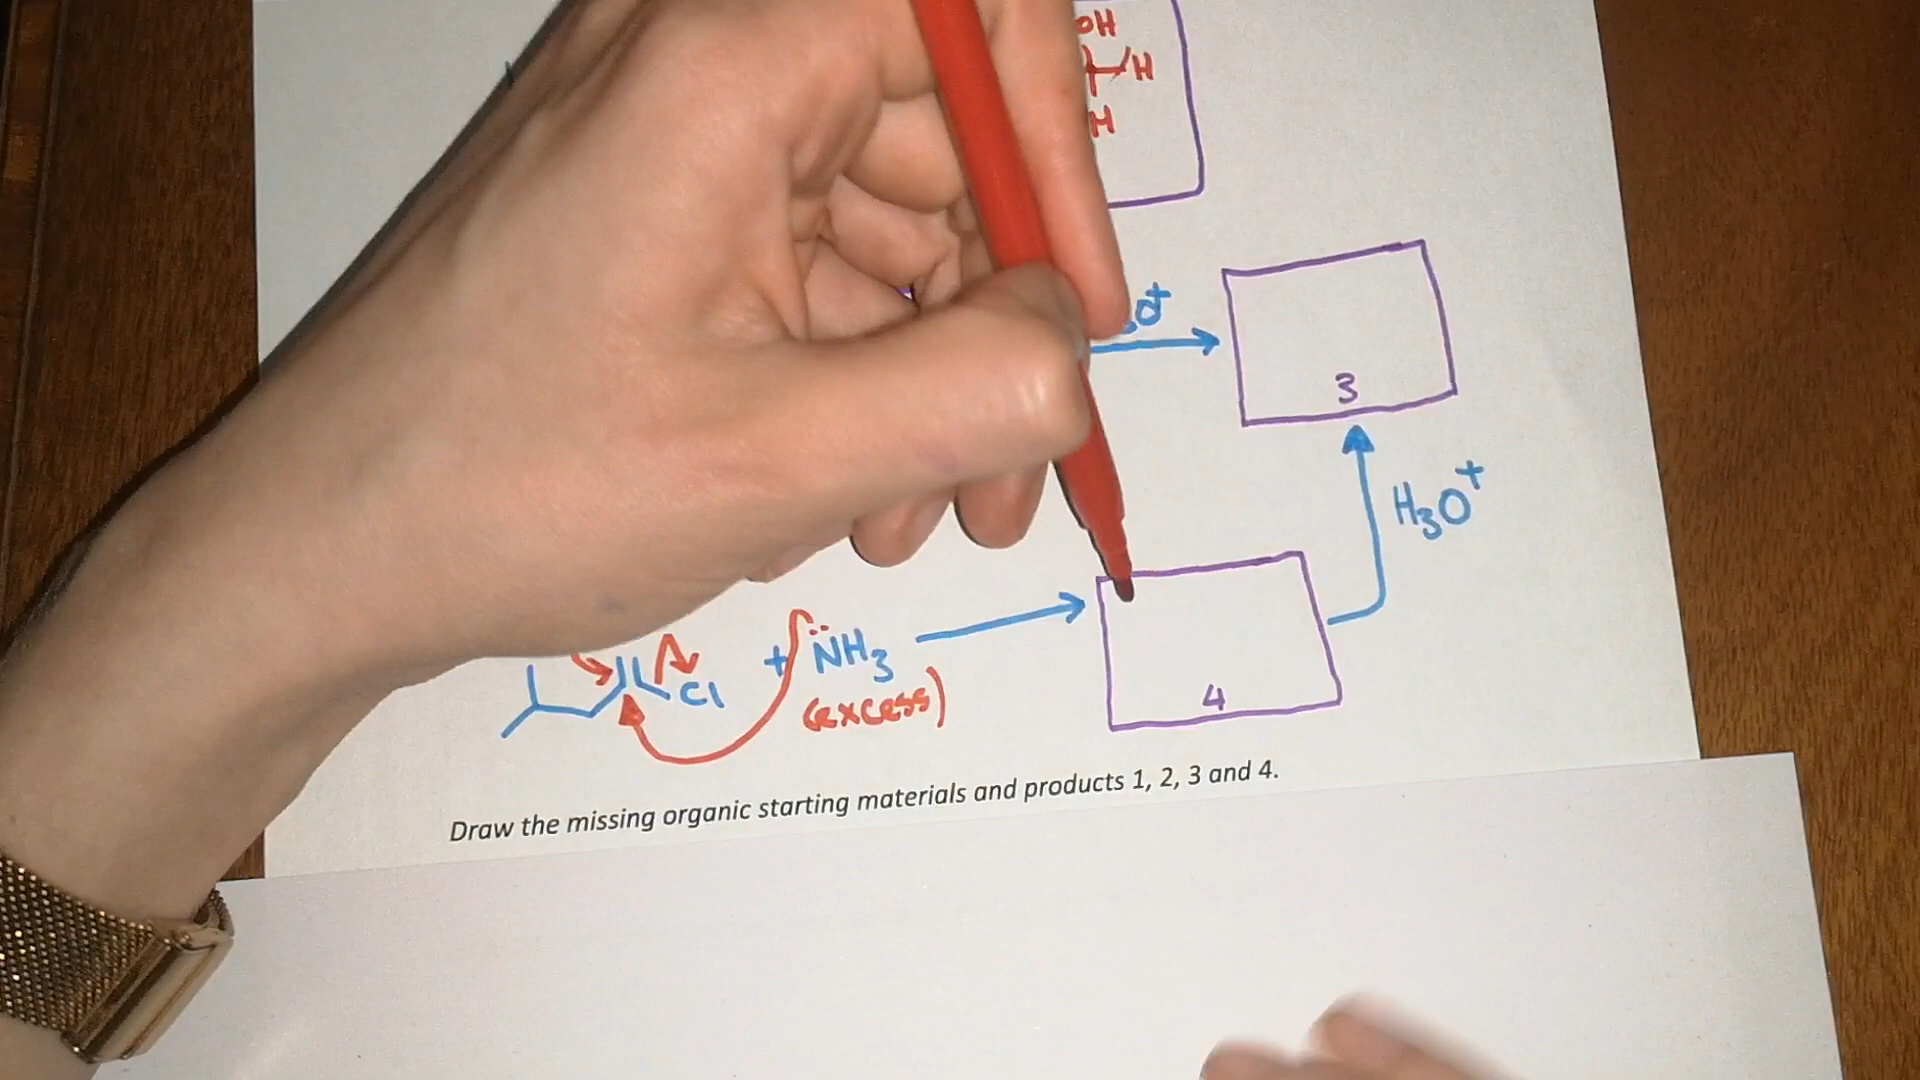 OH
H
H
O⁺
3
H₃O⁺
Cl + N̈H₃
(excess)
4
Draw the missing organic starting materials and products 1, 2, 3 and 4.